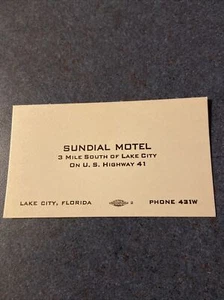 SUNDIAL MOTEL
3 MILE SOUTH OF LAKE CITY
ON U. S. HIGHWAY 41
LAKE CITY, FLORIDA
PHONE 431W